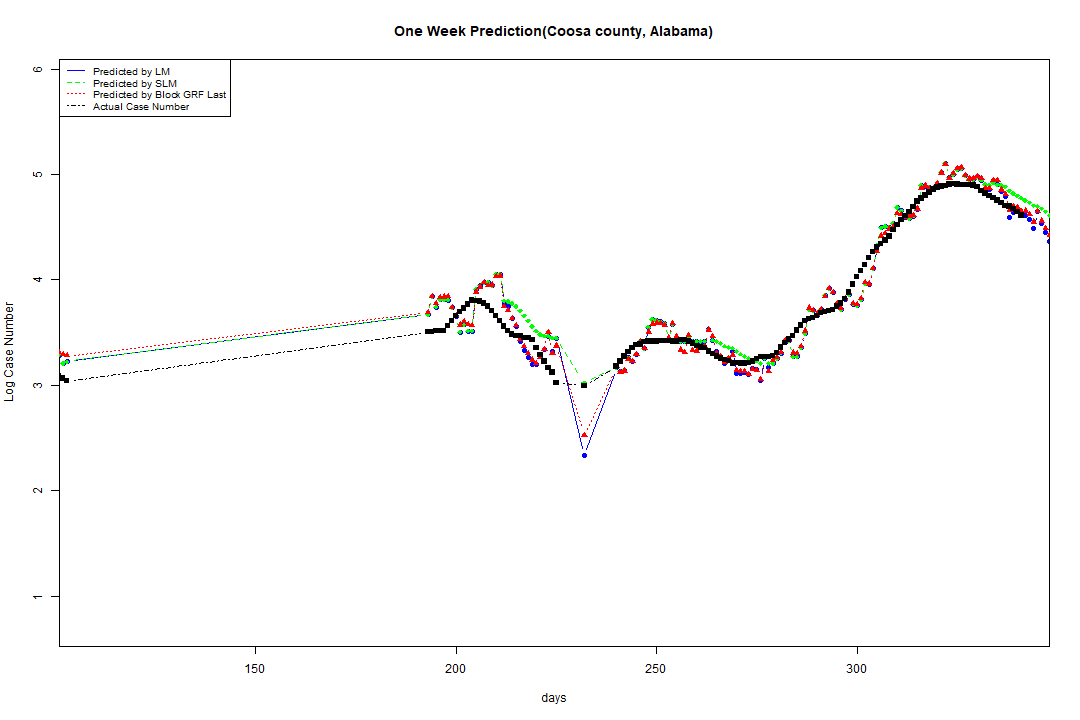 One Week Prediction(Coosa county, Alabama)
Predicted by LM
Predicted by SLM
Predicted by Block GRF Last
Actual Case Number
6
5
4
3
2
1
Log Case Number
150 200 250 300
days